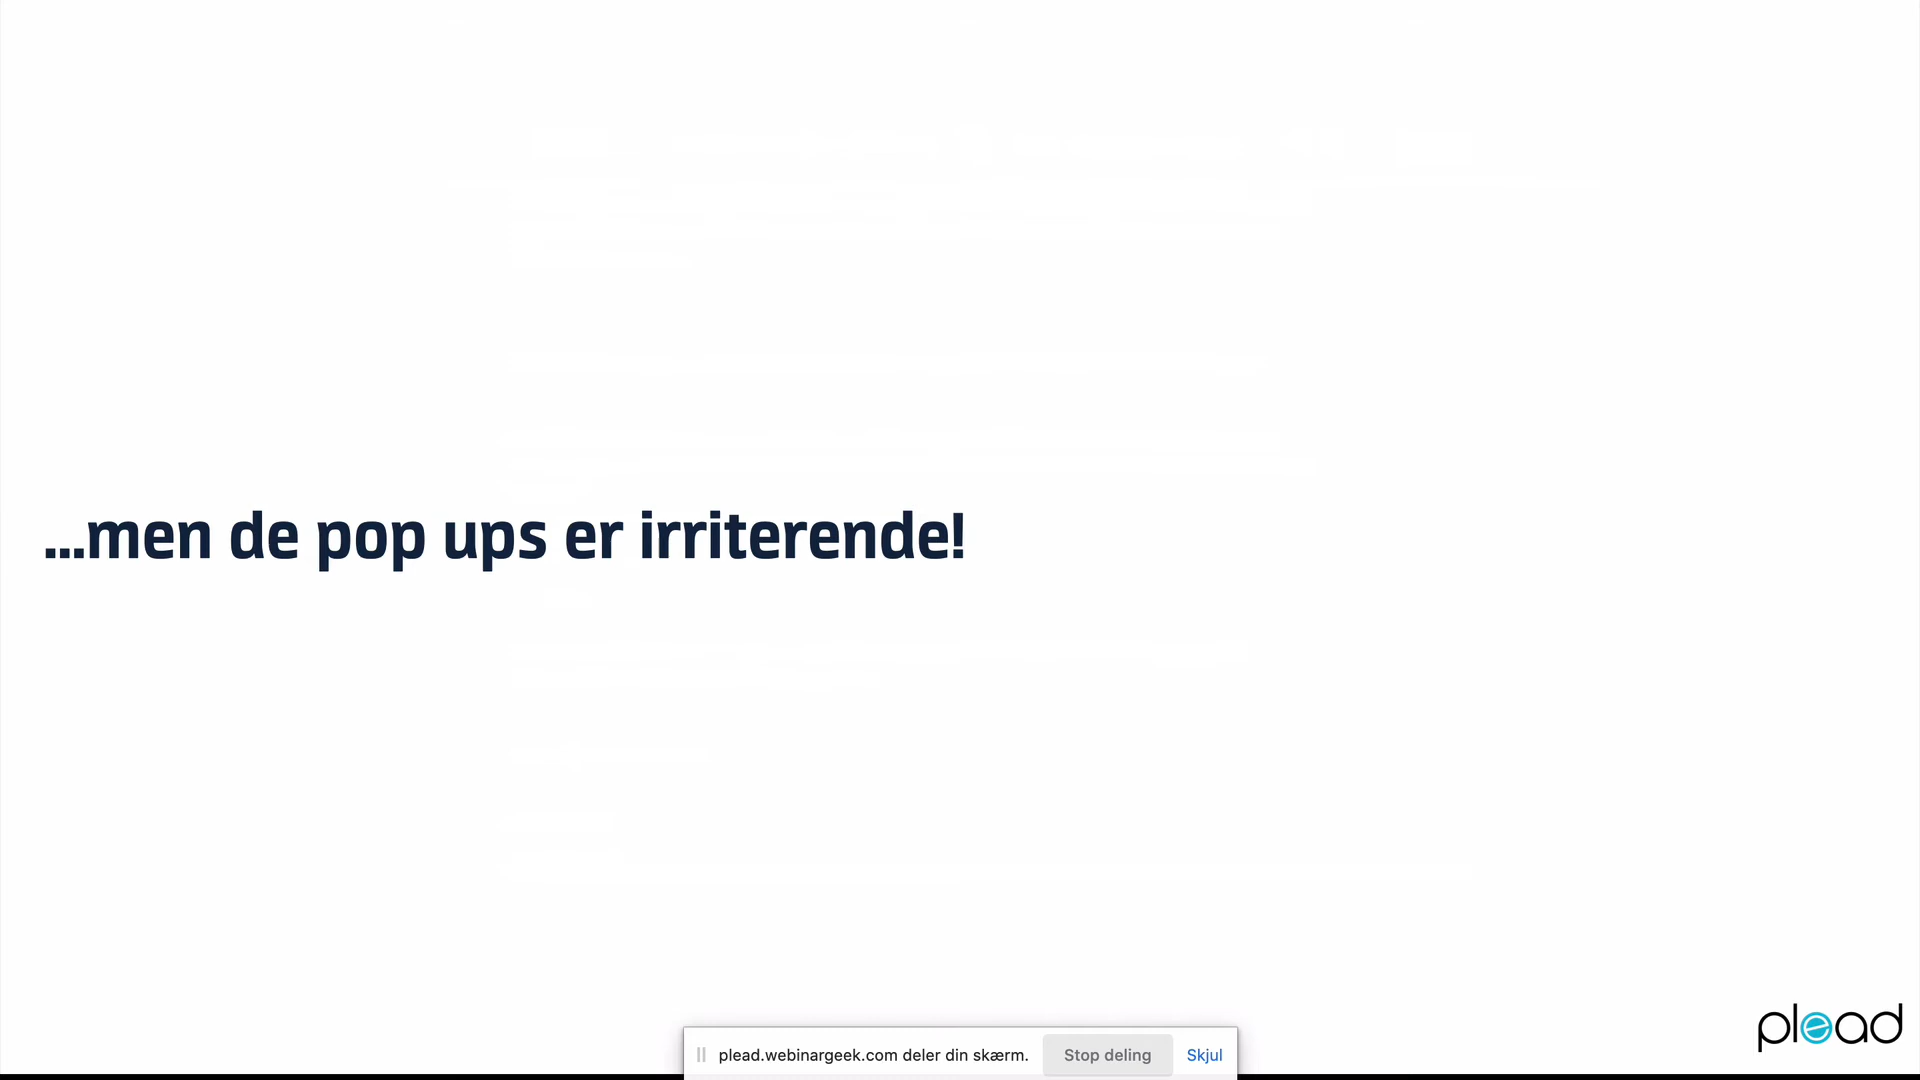 ...men de pop ups er irriterende!
plead
plead.webinargeek.com deler din skærm.
Stop deling
Skjul